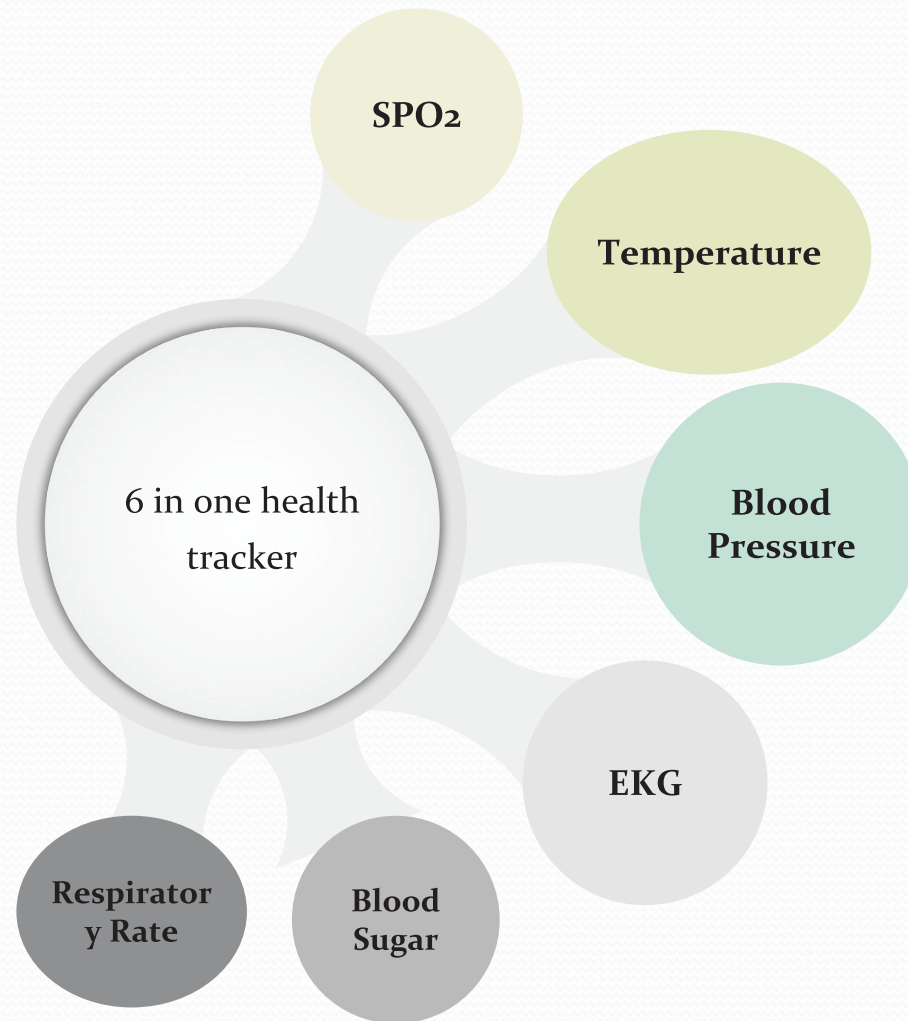 SPO2
Temperature
Blood
Pressure
6 in one health
tracker
EKG
Respirator
y Rate
Blood
Sugar